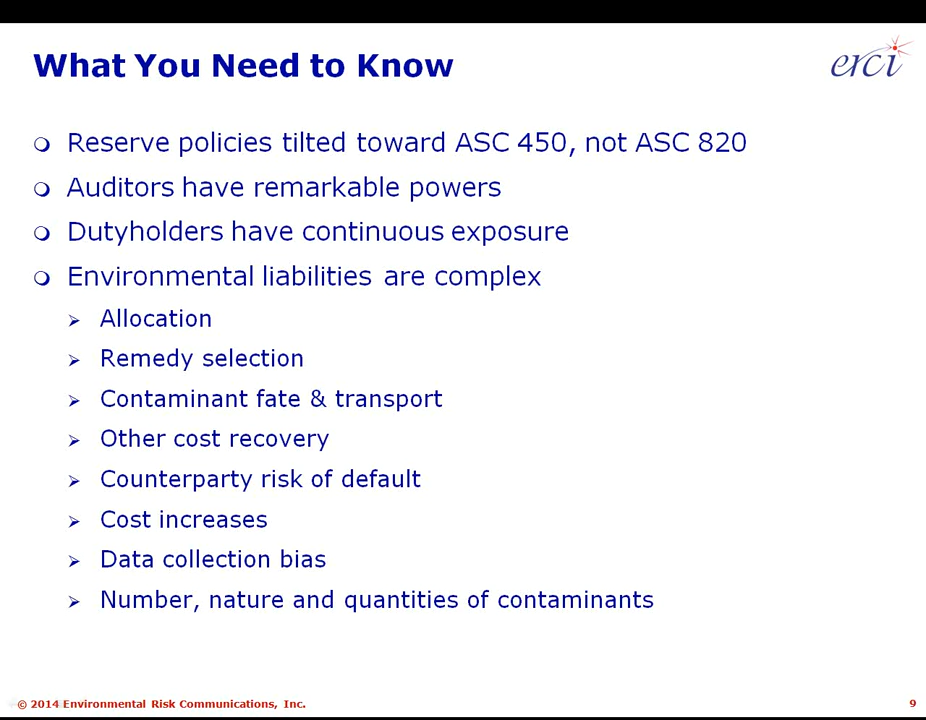 What You Need to Know
erci
Reserve policies tilted toward ASC 450, not ASC 820
Auditors have remarkable powers
Dutyholders have continuous exposure
Environmental liabilities are complex
Allocation
Remedy selection
Contaminant fate & transport
Other cost recovery
Counterparty risk of default
Cost increases
Data collection bias
Number, nature and quantities of contaminants
© 2014 Environmental Risk Communications, Inc.
9